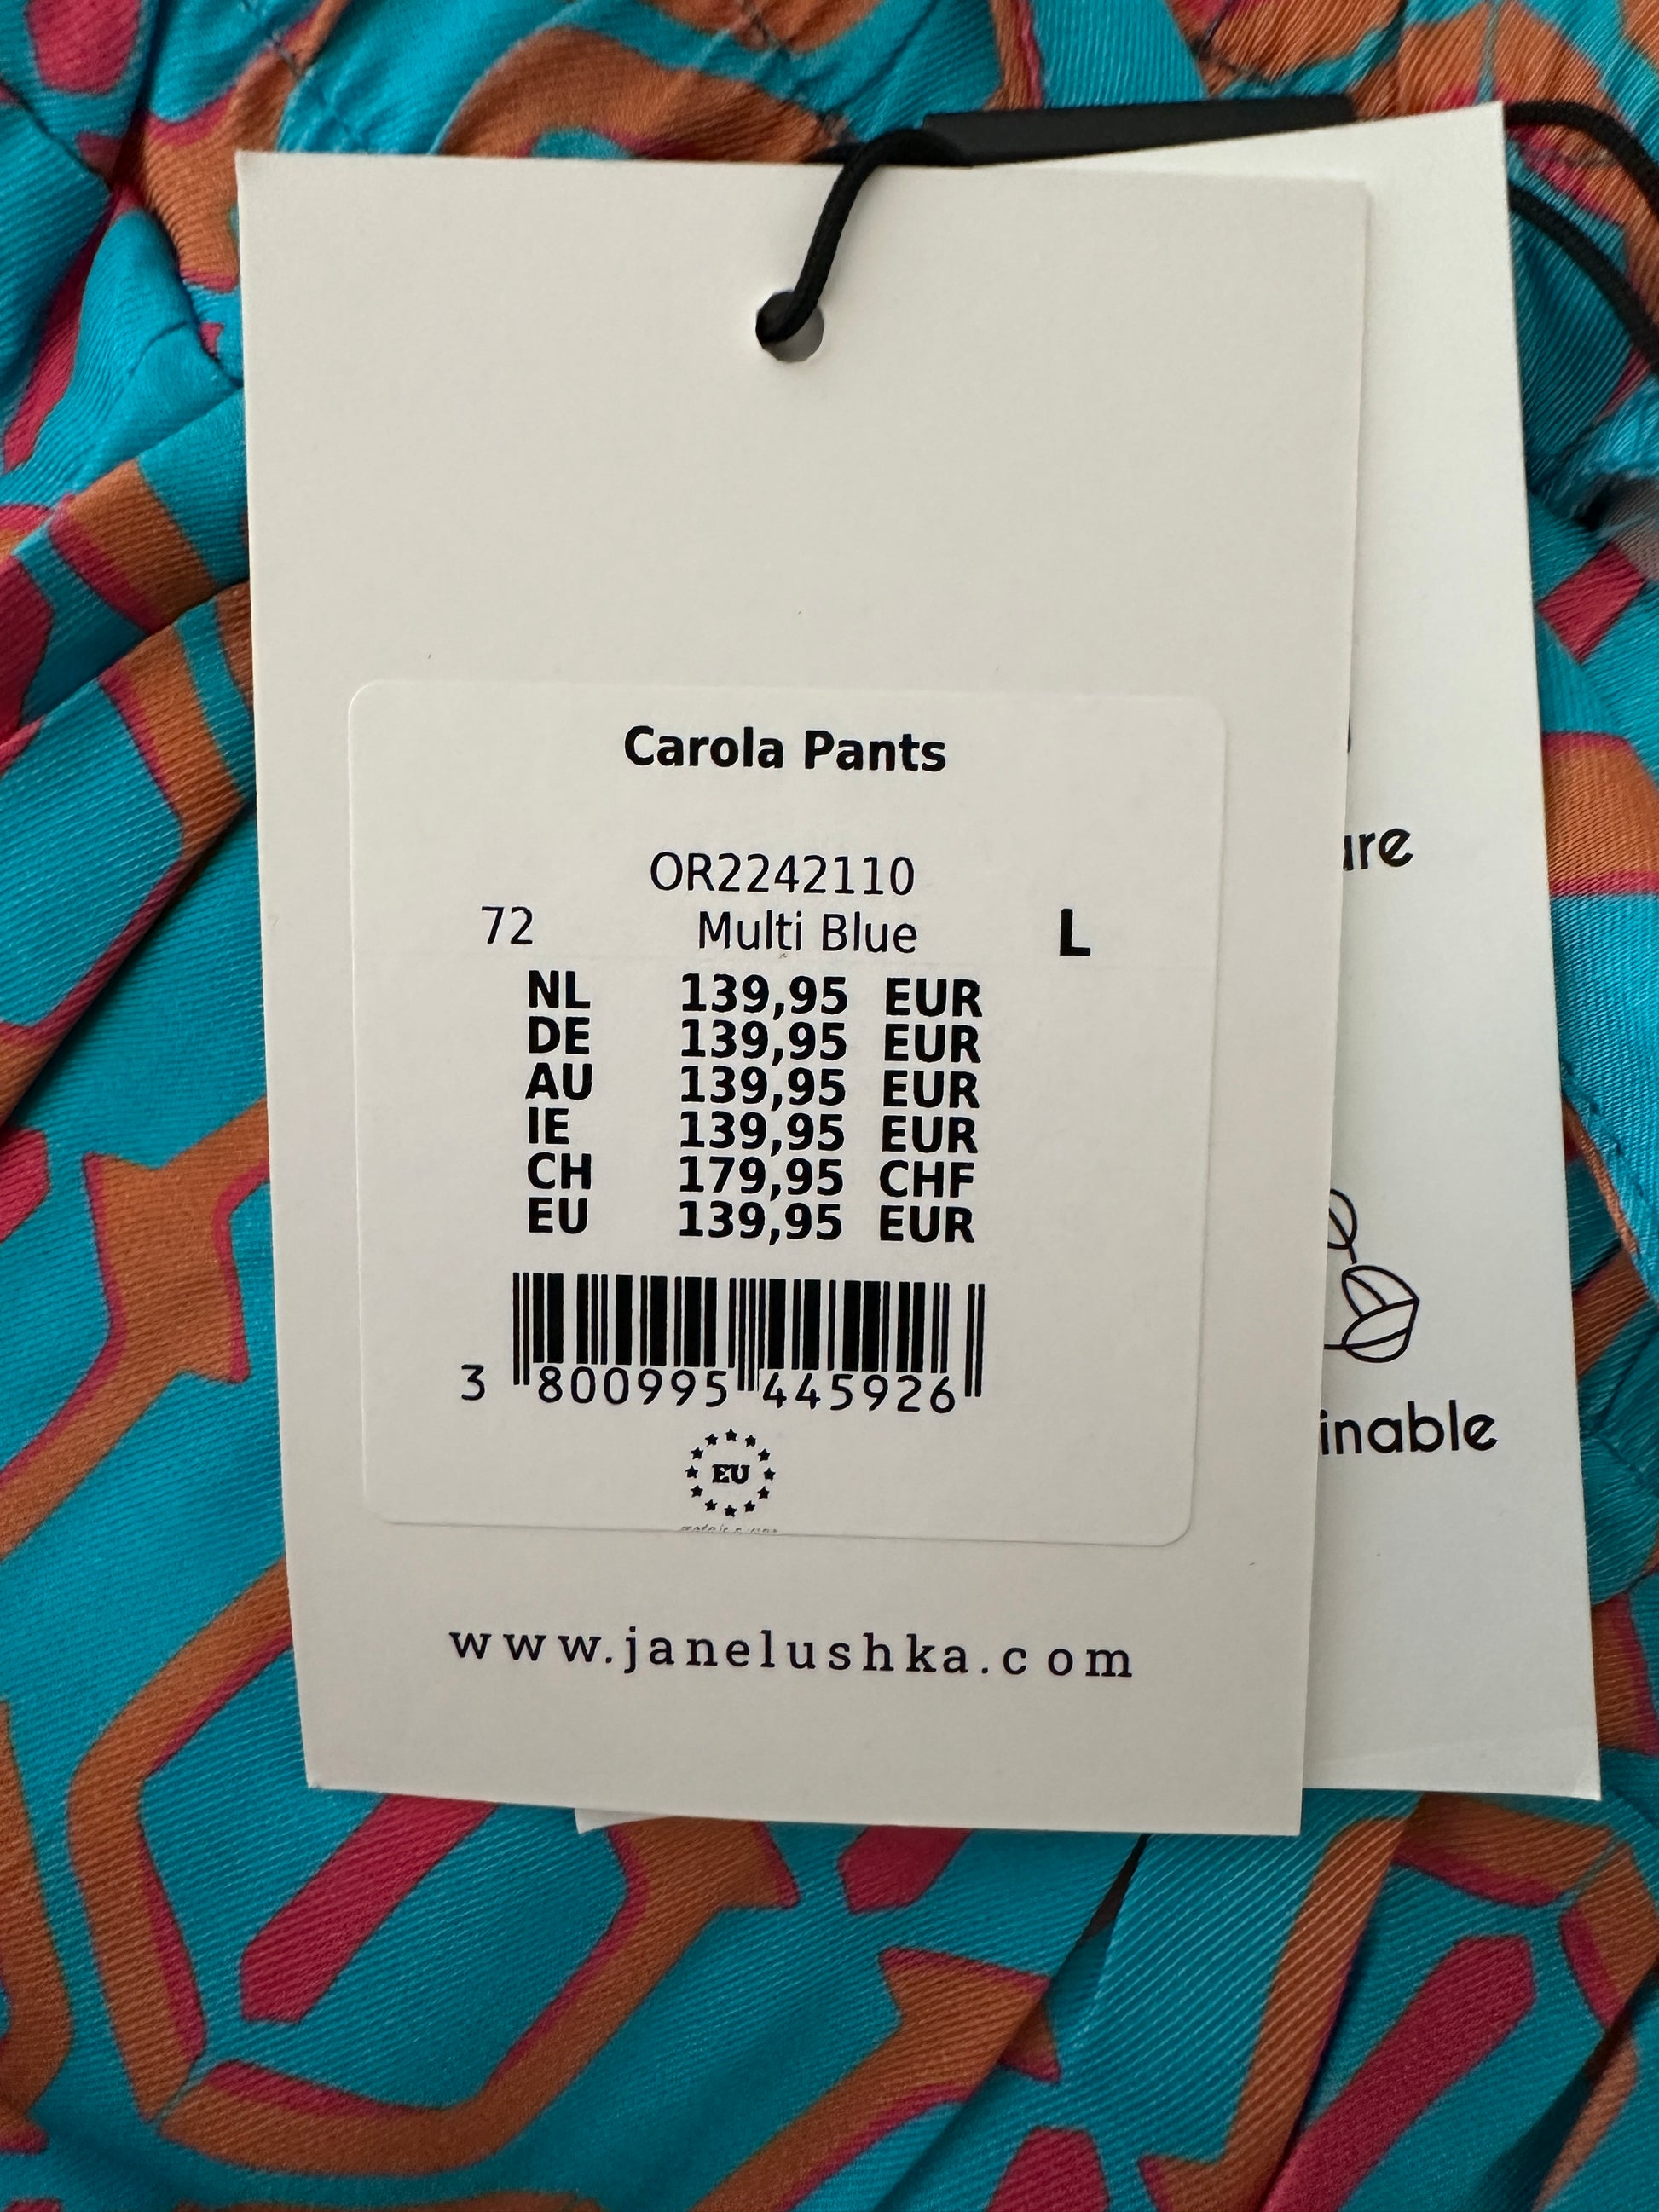 Carola Pants
OR2242110
72 Multi Blue L
NL 139,95 EUR
DE 139,95 EUR
AU 139,95 EUR
IE 139,95 EUR
CH 179,95 CHF
EU 139,95 EUR
3 800995 445926
EU
www.janelushka.com
ure
inable